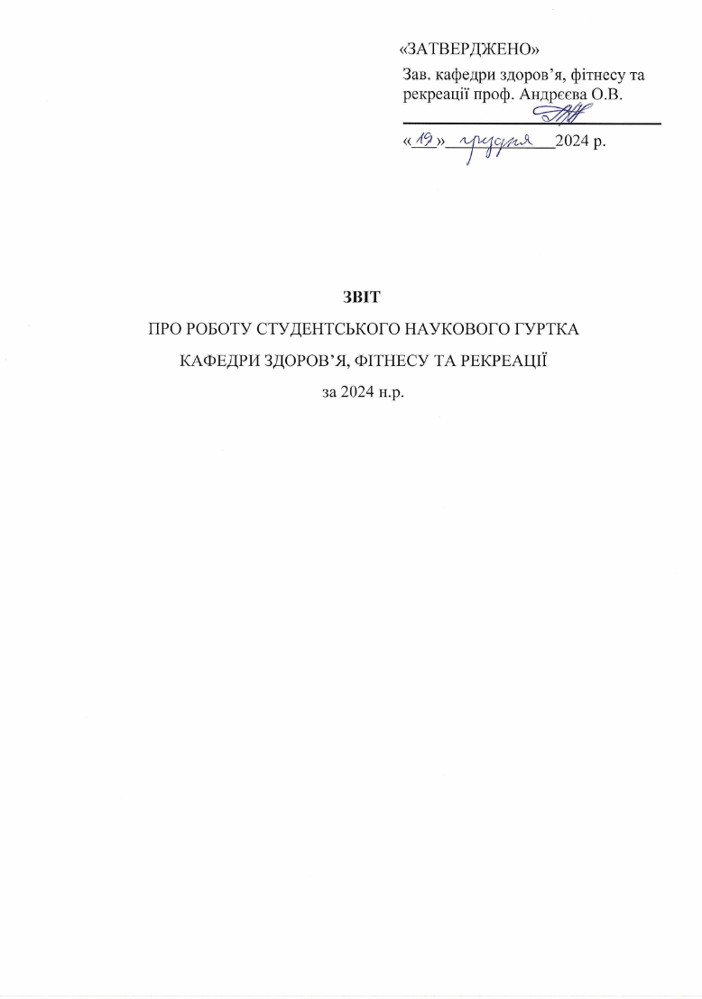 «ЗАТВЕРДЖЕНО»
Зав. кафедри здоров’я, фітнесу та
рекреації проф. Андрєєва О.В.
«19» грудня 2024 р.
ЗВІТ
ПРО РОБОТУ СТУДЕНТСЬКОГО НАУКОВОГО ГУРТКА
КАФЕДРИ ЗДОРОВ’Я, ФІТНЕСУ ТА РЕКРЕАЦІЇ
за 2024 н.р.